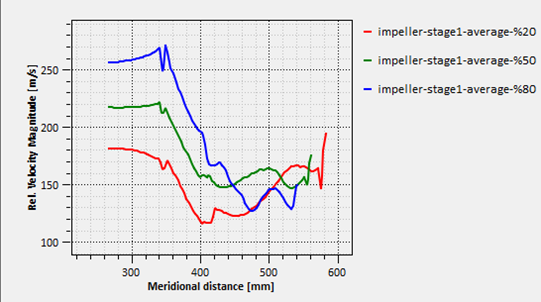 impeller-stage1-average-%20
impeller-stage1-average-%50
impeller-stage1-average-%80
Rel. Velocity Magnitude [m/s]
250
200
150
100
300 400 500 600
Meridional distance [mm]